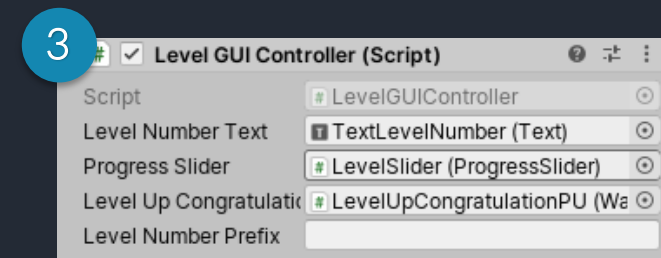 3
# Level GUI Controller (Script)
Script # LevelGUIController
Level Number Text T TextLevelNumber (Text)
Progress Slider # LevelSlider (ProgressSlider)
Level Up Congratulatic # LevelUpCongratulationPU (Wa
Level Number Prefix